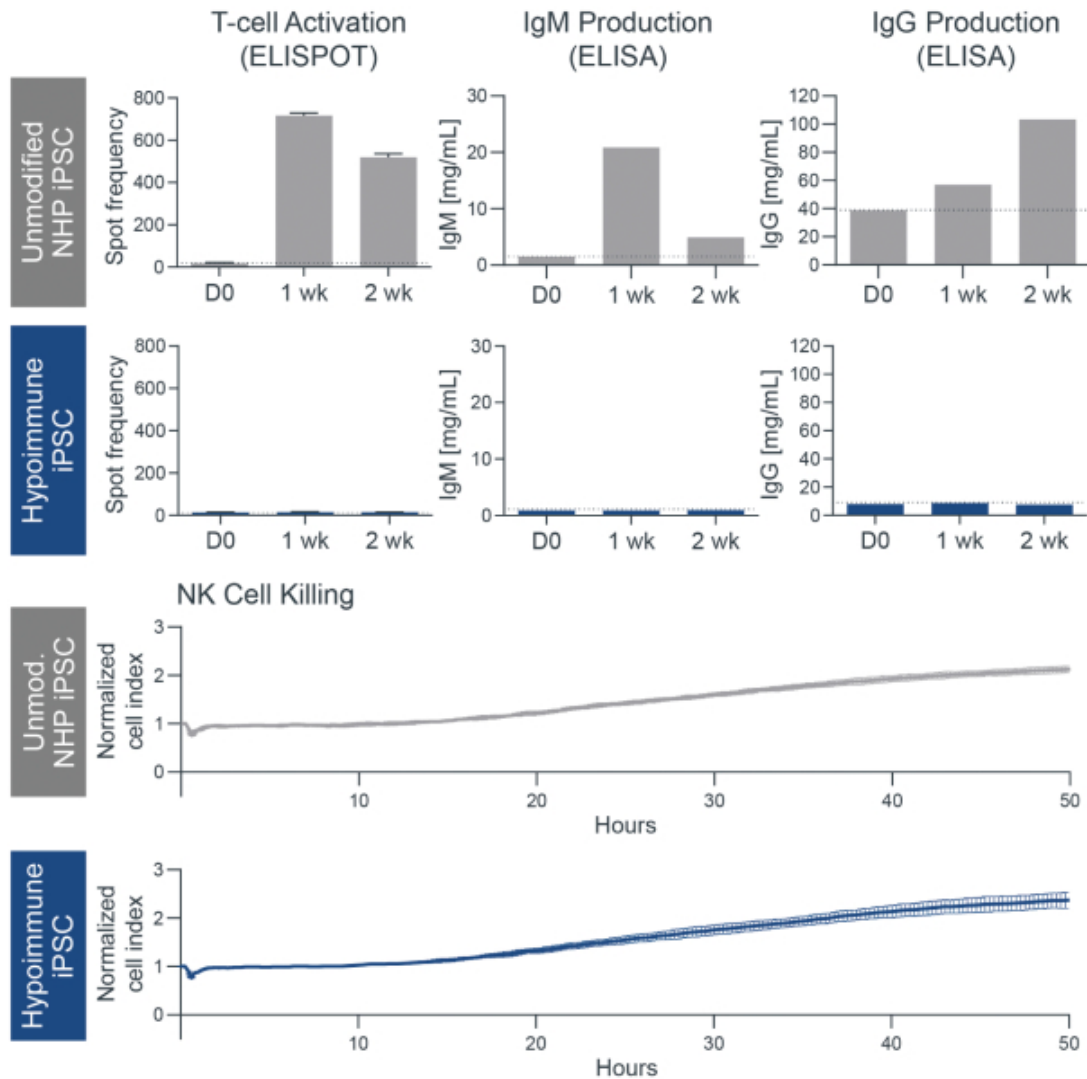 T-cell Activation
(ELISPOT)
IgM Production
(ELISA)
IgG Production
(ELISA)
Unmodified
NHP iPSC
Spot frequency
800
600
400
200
0
D0 1 wk 2 wk
IgM [mg/mL]
30
20
10
0
D0 1 wk 2 wk
IgG [mg/mL]
120
100
80
60
40
20
0
D0 1 wk 2 wk
Hypoimmune
iPSC
Spot frequency
800
600
400
200
0
D0 1 wk 2 wk
IgM [mg/mL]
30
20
10
0
D0 1 wk 2 wk
IgG [mg/mL]
120
100
80
60
40
20
0
D0 1 wk 2 wk
NK Cell Killing
Unmod.
NHP iPSC
Normalized
cell index
3
2
1
0
10 20 30 40 50
Hours
Hypoimmune
iPSC
Normalized
cell index
3
2
1
0
10 20 30 40 50
Hours